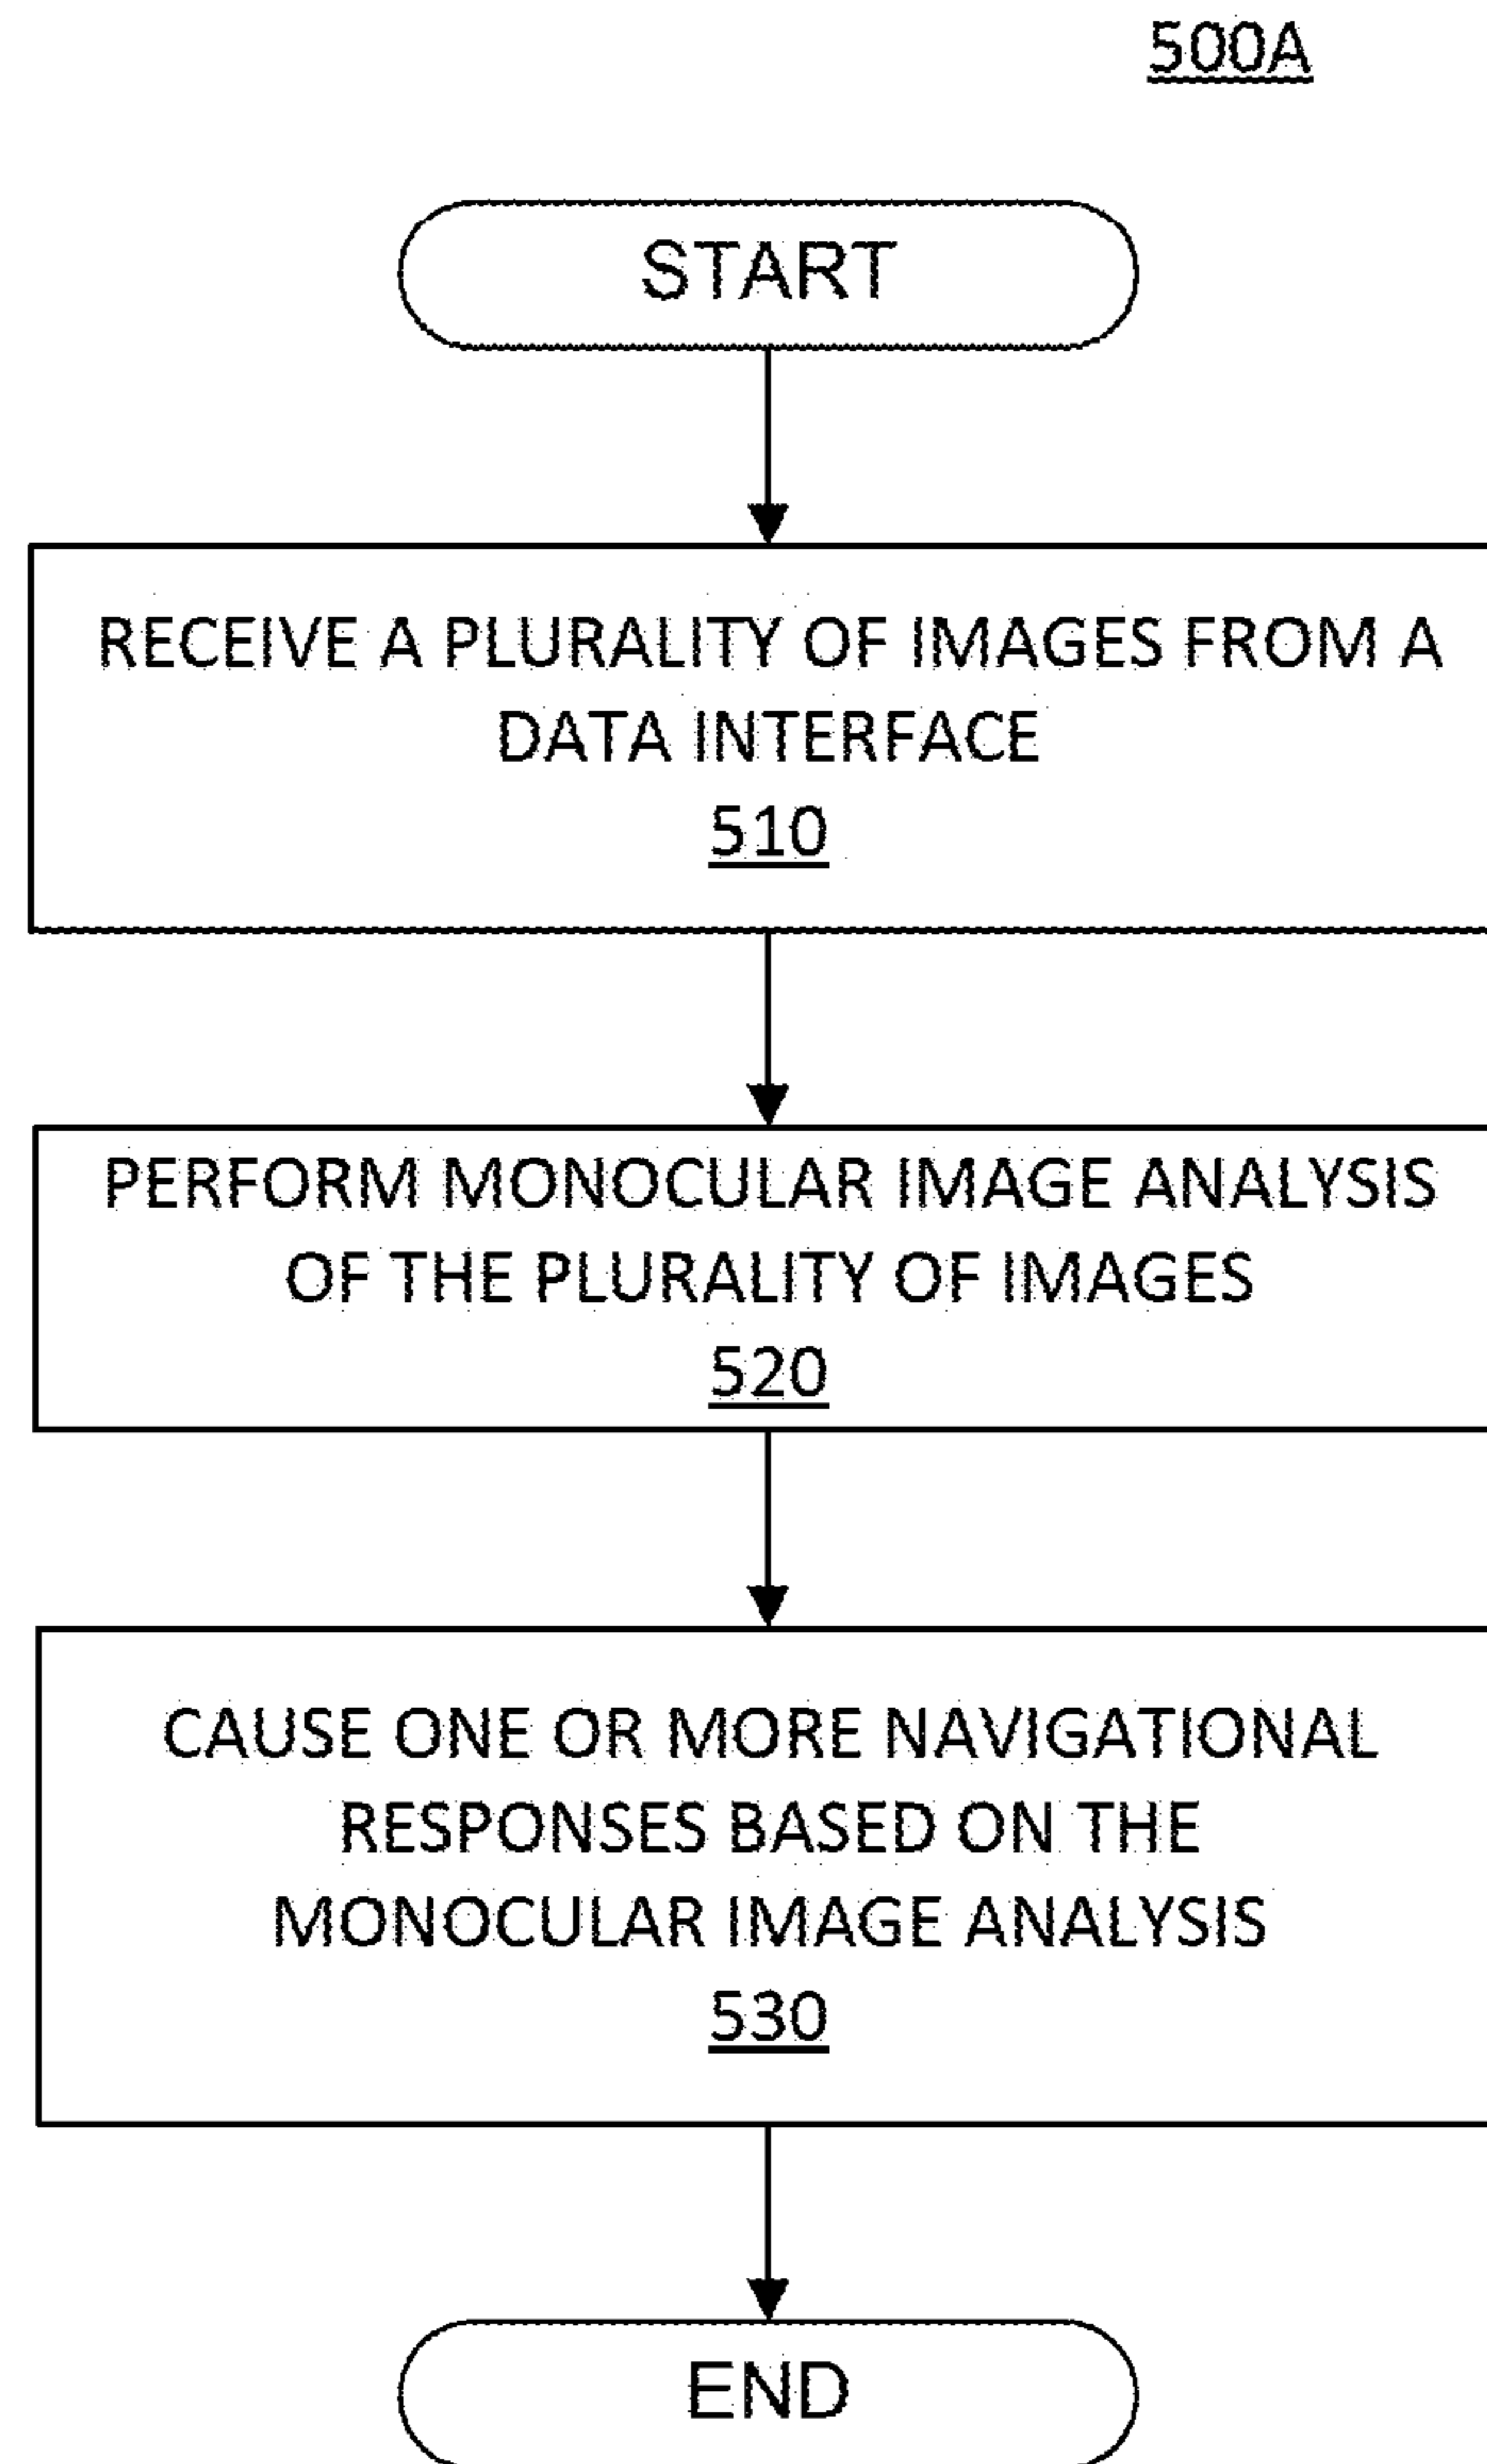 500A
START
RECEIVE A PLURALITY OF IMAGES FROM A
DATA INTERFACE
510
PERFORM MONOCULAR IMAGE ANALYSIS
OF THE PLURALITY OF IMAGES
520
CAUSE ONE OR MORE NAVIGATIONAL
RESPONSES BASED ON THE
MONOCULAR IMAGE ANALYSIS
530
END